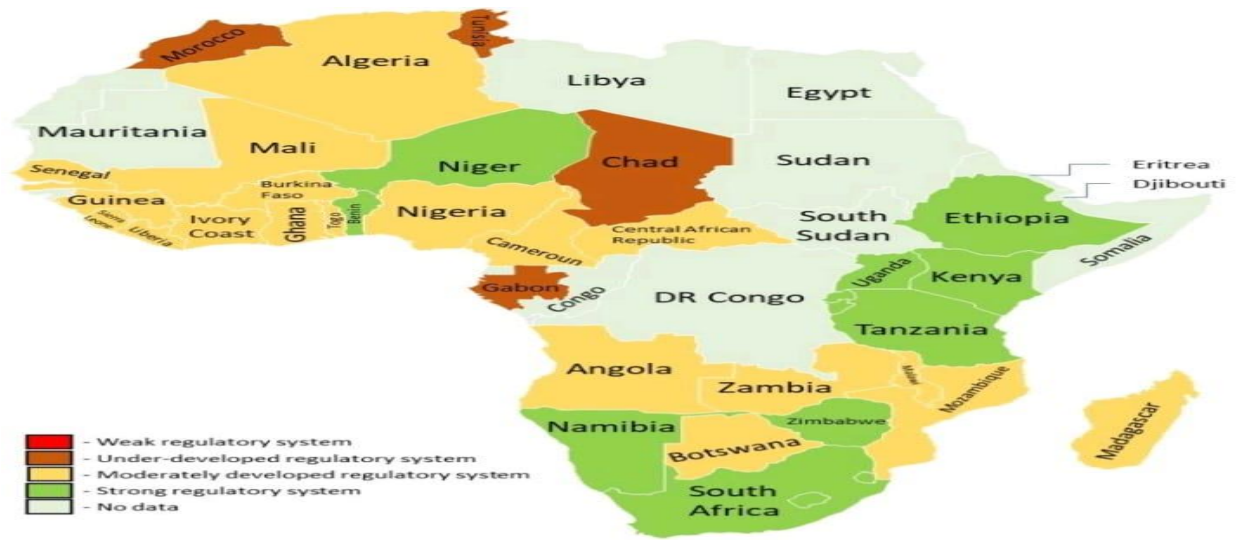 Morocco
Tunisia
Algeria
Libya
Egypt
Mauritania
Mali
Niger
Chad
Sudan
Eritrea
Djibouti
Senegal
Burkina
Faso
Guinea
Sierra
Leone
Liberia
Ivory
Coast
Ghana
Togo
Benin
Nigeria
Cameroun
Central African
Republic
South
Sudan
Ethiopia
Somalia
Gabon
Congo
DR Congo
Uganda
Kenya
Tanzania
Angola
Zambia
Malawi
Mozambique
Madagascar
Namibia
Zimbabwe
Botswana
South
Africa
- Weak regulatory system
- Under-developed regulatory system
- Moderately developed regulatory system
- Strong regulatory system
- No data